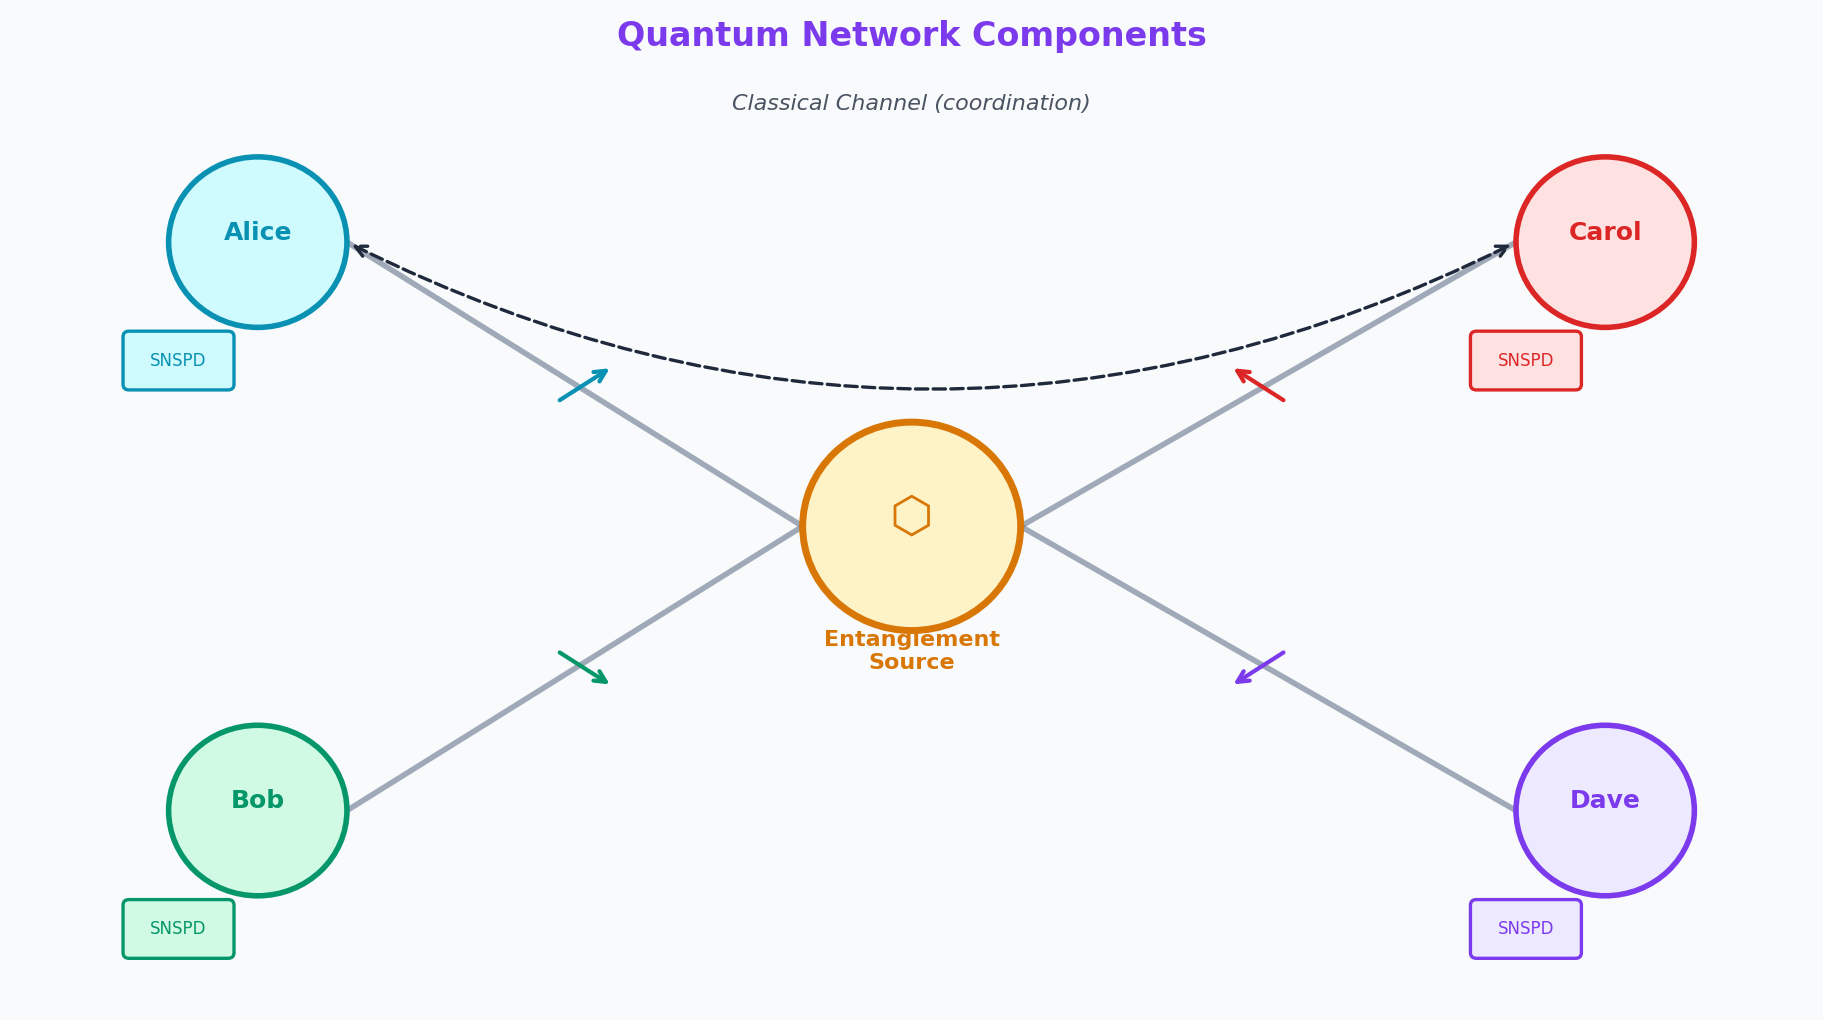 Quantum Network Components
Classical Channel (coordination)
Alice
Carol
SNSPD
SNSPD
Entanglement
Source
Bob
Dave
SNSPD
SNSPD